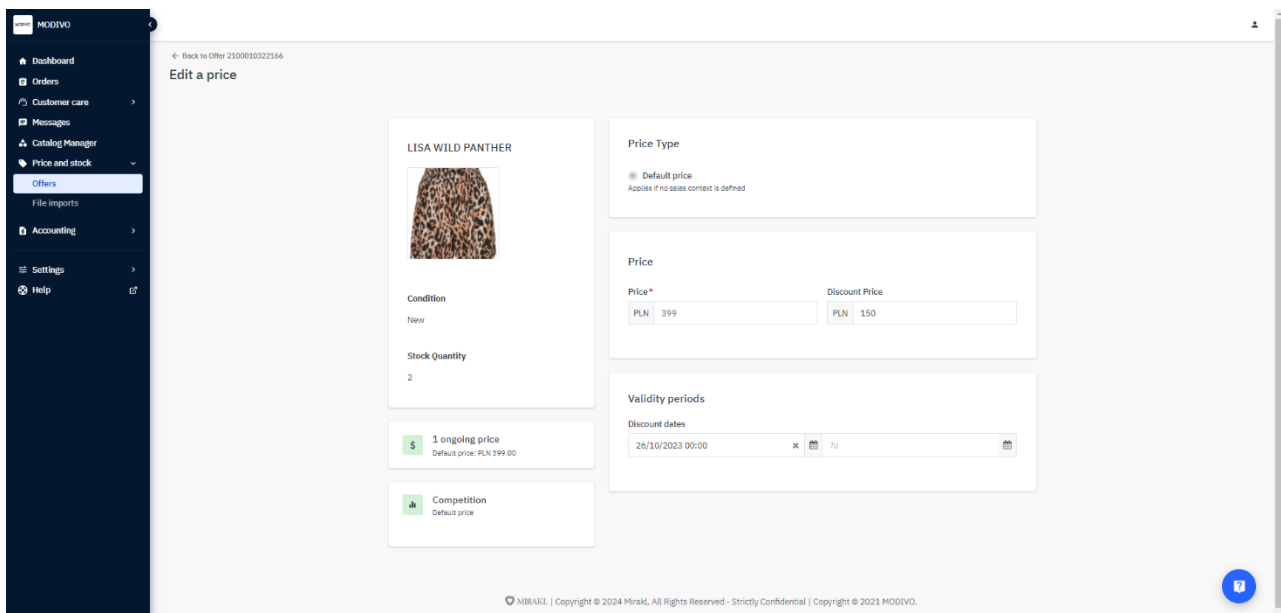 MODIVO
MODIVO
Dashboard
Orders
Customer care
Messages
Catalog Manager
Price and stock
Offers
File imports
Accounting
Settings
Help
← Back to Offer 2100010322166
Edit a price
LISA WILD PANTHER
Condition
New
Stock Quantity
2
$ 1 ongoing price
Default price: PLN 399.00
Competition
Default price
Price Type
Default price
Applies if no sales context is defined
Price
Price* Discount Price
PLN 399 PLN 150
Validity periods
Discount dates
26/10/2023 00:00 To
MIRAKL | Copyright © 2024 Mirakl, All Rights Reserved - Strictly Confidential | Copyright © 2021 MODIVO.